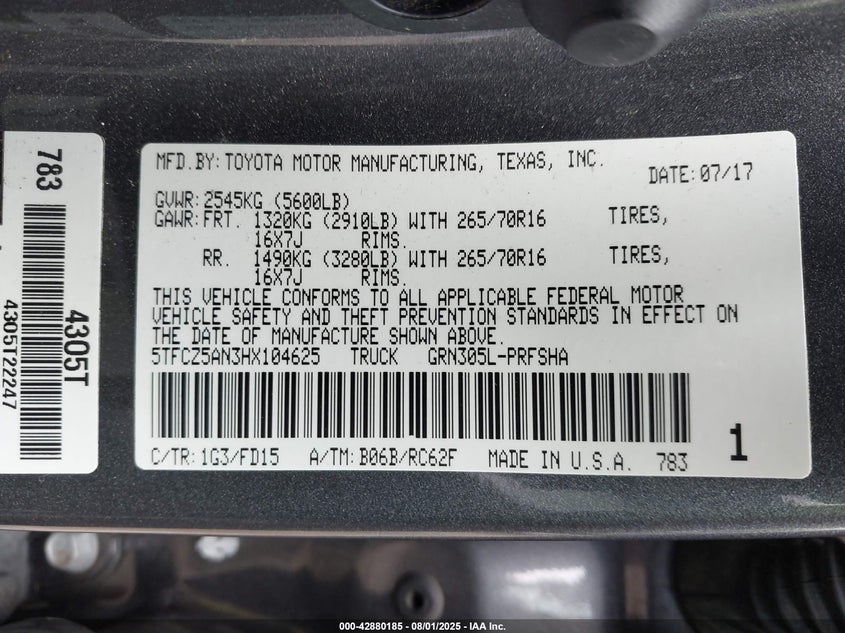 MFD.BY: TOYOTA MOTOR MANUFACTURING, TEXAS, INC.
DATE: 07/17
GVWR: 2545KG (5600LB)
GAWR: FRT. 1320KG (2910LB) WITH 265/70R16 TIRES,
16X7J RIMS.
RR. 1490KG (3280LB) WITH 265/70R16 TIRES,
16X7J RIMS.
THIS VEHICLE CONFORMS TO ALL APPLICABLE FEDERAL MOTOR
VEHICLE SAFETY AND THEFT PREVENTION STANDARDS IN EFFECT ON
THE DATE OF MANUFACTURE SHOWN ABOVE.
5TFCZ5AN3HX104625 TRUCK GRN305L-PRFSHA
C/TR: 1G3/FD15 A/TM: B06B/RC62F MADE IN U.S.A. 783
1
783
4305T
4305T22247
000-42880185 - 08/01/2025 - IAA Inc.